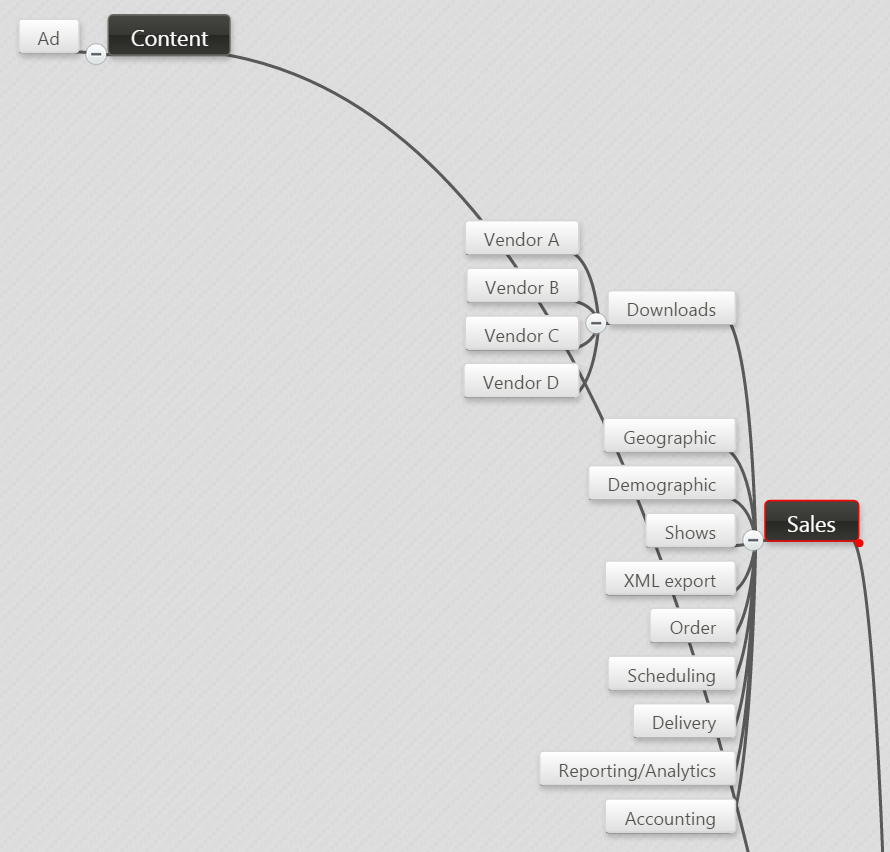 Ad
Content
Vendor A
Vendor B
Downloads
Vendor C
Vendor D
Geographic
Demographic
Sales
Shows
XML export
Order
Scheduling
Delivery
Reporting/Analytics
Accounting